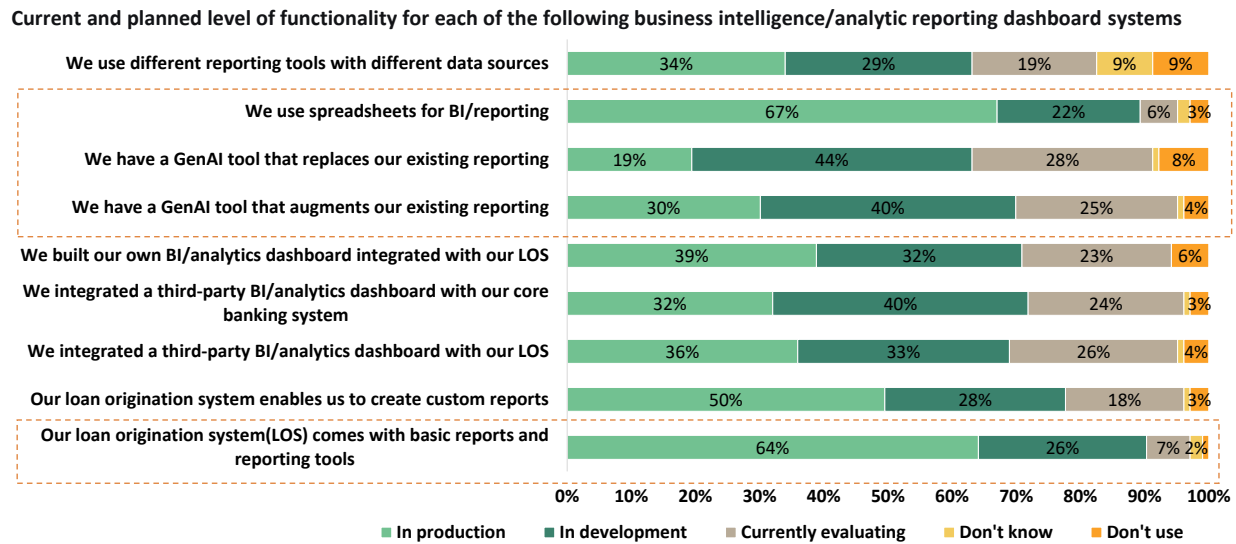 Current and planned level of functionality for each of the following business intelligence/analytic reporting dashboard systems
We use different reporting tools with different data sources
34% 29% 19% 9% 9%
We use spreadsheets for BI/reporting
67% 22% 6% 3%
We have a GenAI tool that replaces our existing reporting
19% 44% 28% 8%
We have a GenAI tool that augments our existing reporting
30% 40% 25% 4%
We built our own BI/analytics dashboard integrated with our LOS
39% 32% 23% 6%
We integrated a third-party BI/analytics dashboard with our core
banking system
32% 40% 24% 3%
We integrated a third-party BI/analytics dashboard with our LOS
36% 33% 26% 4%
Our loan origination system enables us to create custom reports
50% 28% 18% 3%
Our loan origination system(LOS) comes with basic reports and
reporting tools
64% 26% 7% 2%
0% 10% 20% 30% 40% 50% 60% 70% 80% 90% 100%
In production In development Currently evaluating Don't know Don't use